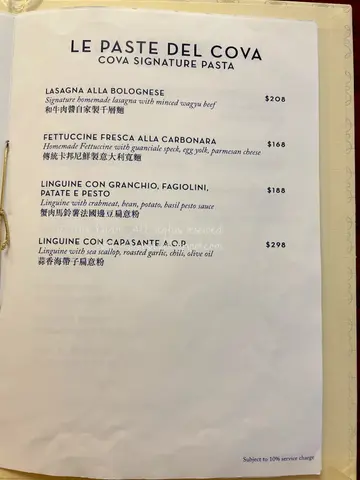 LE PASTE DEL COVA
COVA SIGNATURE PASTA
LASAGNA ALLA BOLOGNESE
$208
Signature homemade lasagna with minced wagyu beef
和牛肉醬自家製千層麵
FETTUCCINE FRESCA ALLA CARBONARA
$168
Homemade Fettuccine with guanciale speck, egg yolk, parmesan cheese
傳統卡邦尼鮮製意大利寬麵
LINGUINE CON GRANCHIO, FAGIOLINI,
PATATE E PESTO
$188
Linguine with crabmeat, bean, potato, basil pesto sauce
蟹肉馬鈴薯法國邊豆扁意粉
LINGUINE CON CAPASANTE A.O.P.
$298
Linguine with sea scallop, roasted garlic, chili, olive oil
蒜香海帶子扁意粉
Subject to 10% service charge